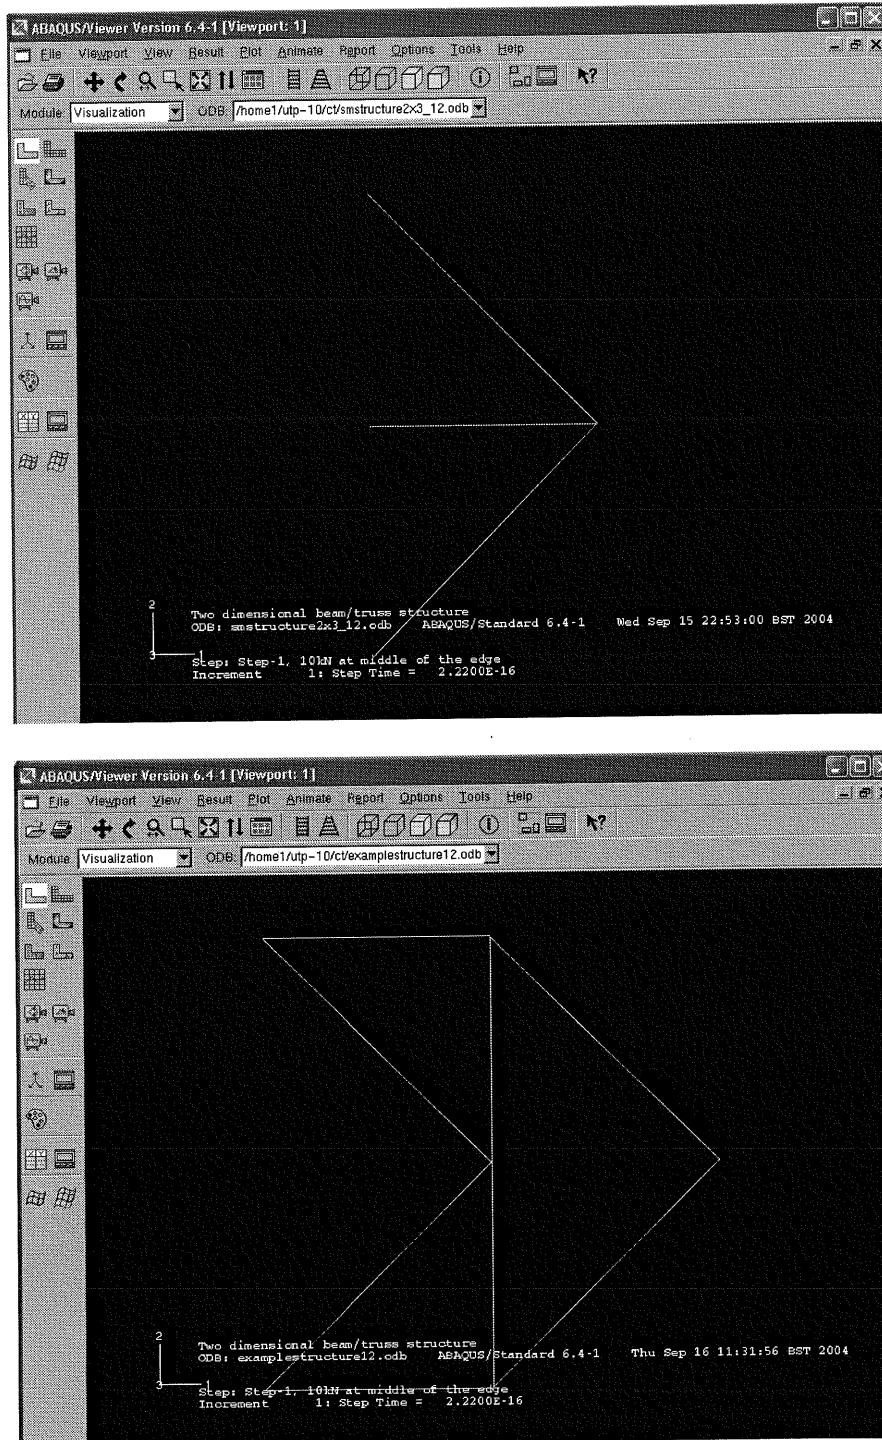 ABAQUS/Viewer Version 6.4-1 [Viewport: 1]
File Viewport View Result Plot Animate Report Options Tools Help
Module: Visualization ODB: /home1/utp-10/ct/smstructure2x3_12.odb
2
3 1
Two dimensional beam/truss structure
ODB: smstructure2x3_12.odb ABAQUS/Standard 6.4-1 Wed Sep 15 22:53:00 BST 2004
Step: Step-1, 10kN at middle of the edge
Increment 1: Step Time = 2.2200E-16
ABAQUS/Viewer Version 6.4-1 [Viewport: 1]
File Viewport View Result Plot Animate Report Options Tools Help
Module: Visualization ODB: /home1/utp-10/ct/examplestructure12.odb
2
3 1
Two dimensional beam/truss structure
ODB: examplestructure12.odb ABAQUS/Standard 6.4-1 Thu Sep 16 11:31:56 BST 2004
Step: Step-1, 10kN at middle of the edge
Increment 1: Step Time = 2.2200E-16